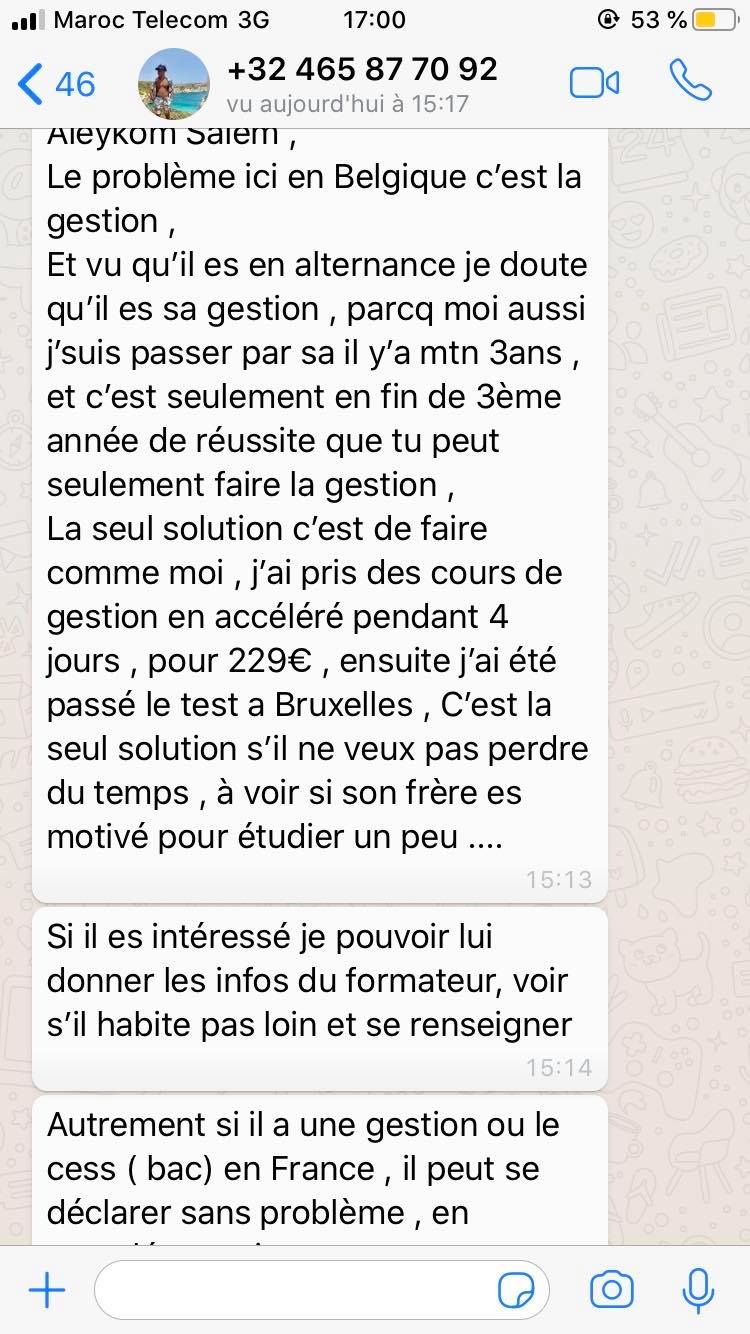 Maroc Telecom 3G 17:00 53 %
46 +32 465 87 70 92
vu aujourd'hui à 15:17
Aleykom Salem ,
Le problème ici en Belgique c’est la
gestion ,
Et vu qu’il es en alternance je doute
qu’il es sa gestion , parcq moi aussi
j’suis passer par sa il y’a mtn 3ans ,
et c’est seulement en fin de 3ème
année de réussite que tu peut
seulement faire la gestion ,
La seul solution c’est de faire
comme moi , j’ai pris des cours de
gestion en accéléré pendant 4
jours , pour 229€ , ensuite j’ai été
passé le test a Bruxelles , C’est la
seul solution s’il ne veux pas perdre
du temps , à voir si son frère es
motivé pour étudier un peu ....
15:13
Si il es intéressé je pouvoir lui
donner les infos du formateur, voir
s’il habite pas loin et se renseigner
15:14
Autrement si il a une gestion ou le
cess ( bac) en France , il peut se
déclarer sans problème , en